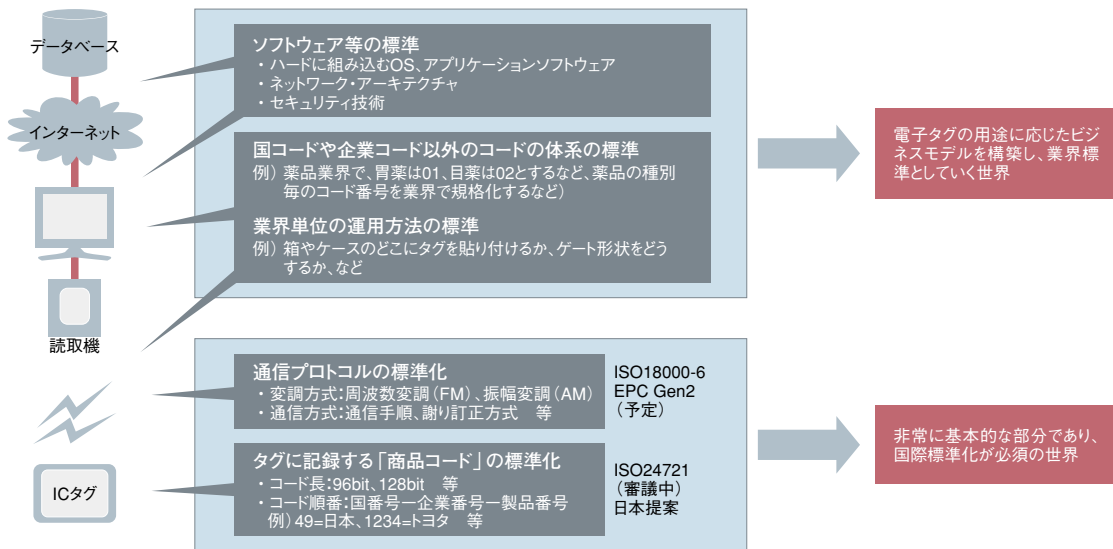 データベース
インターネット
読取機
ICタグ
ソフトウェア等の標準
・ハードに組み込むOS、アプリケーションソフトウェア
・ネットワーク・アーキテクチャ
・セキュリティ技術
国コードや企業コード以外のコードの体系の標準
例）薬品業界で、胃薬は01、目薬は02とするなど、薬品の種別
毎のコード番号を業界で規格化するなど）
業界単位の運用方法の標準
例）箱やケースのどこにタグを貼り付けるか、ゲート形状をどう
するか、など
電子タグの用途に応じたビジ
ネスモデルを構築し、業界標
準としていく世界
通信プロトコルの標準化
・変調方式：周波数変調（FM）、振幅変調（AM）
・通信方式：通信手順、謝り訂正方式　等
ISO18000-6
EPC Gen2
（予定）
タグに記録する「商品コード」の標準化
・コード長：96bit、128bit　等
・コード順番：国番号ー企業番号ー製品番号
例）49=日本、1234=トヨタ　等
ISO24721
（審議中）
日本提案
非常に基本的な部分であり、
国際標準化が必須の世界